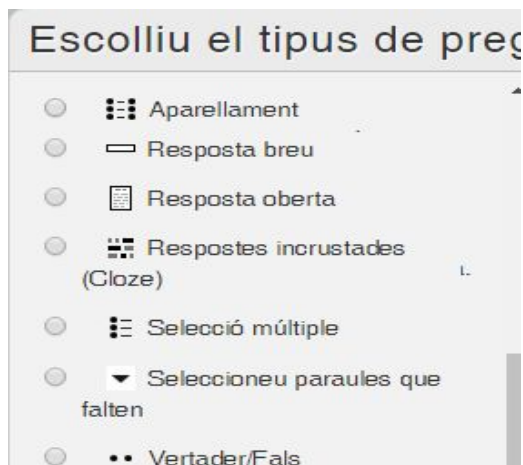 Escolliu el tipus de preg
Aparellament
Resposta breu
Resposta oberta
Respostes incrustades
(Cloze)
Selecció múltiple
Seleccioneu paraules que
falten
Vertader/Fals